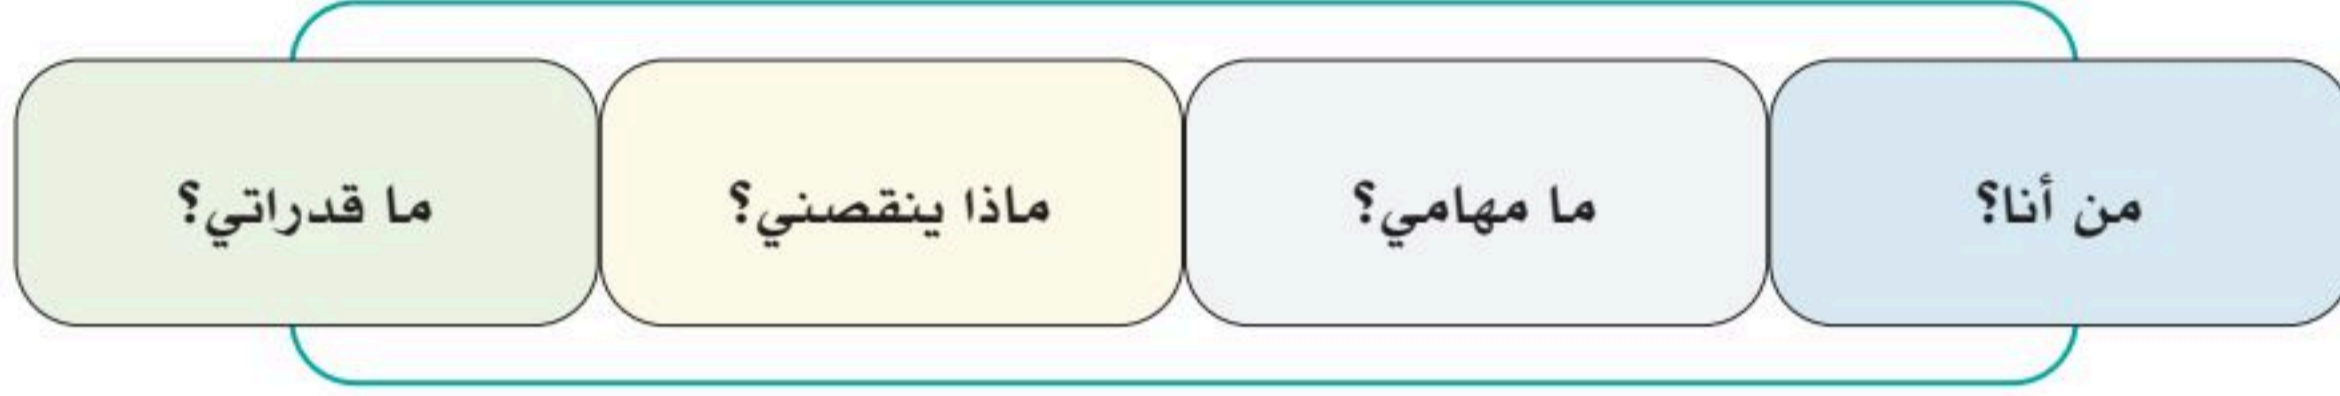 من أنا؟
ما مهامي؟
ماذا ينقصني؟
ما قدراتي؟